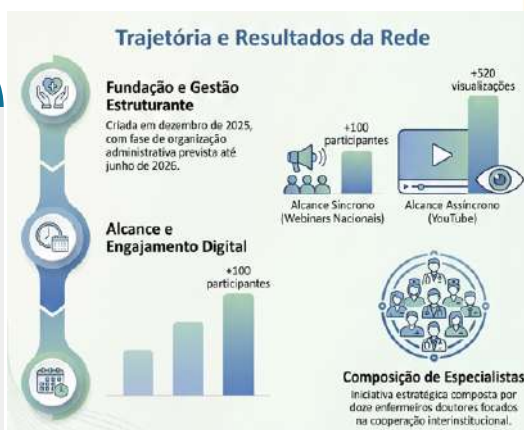 Trajetória e Resultados da Rede
Fundação e Gestão
Estruturante
Criada em dezembro de 2025,
com fase de organização
administrativa prevista até
junho de 2026.
+100
participantes
Alcance Síncrono
(Webinars Nacionais)
+520
visualizações
Alcance Assíncrono
(YouTube)
Alcance e
Engajamento Digital
+100
participantes
Composição de Especialistas
Iniciativa estratégica composta por
doze enfermeiros doutores focados
na cooperação interinstitucional.